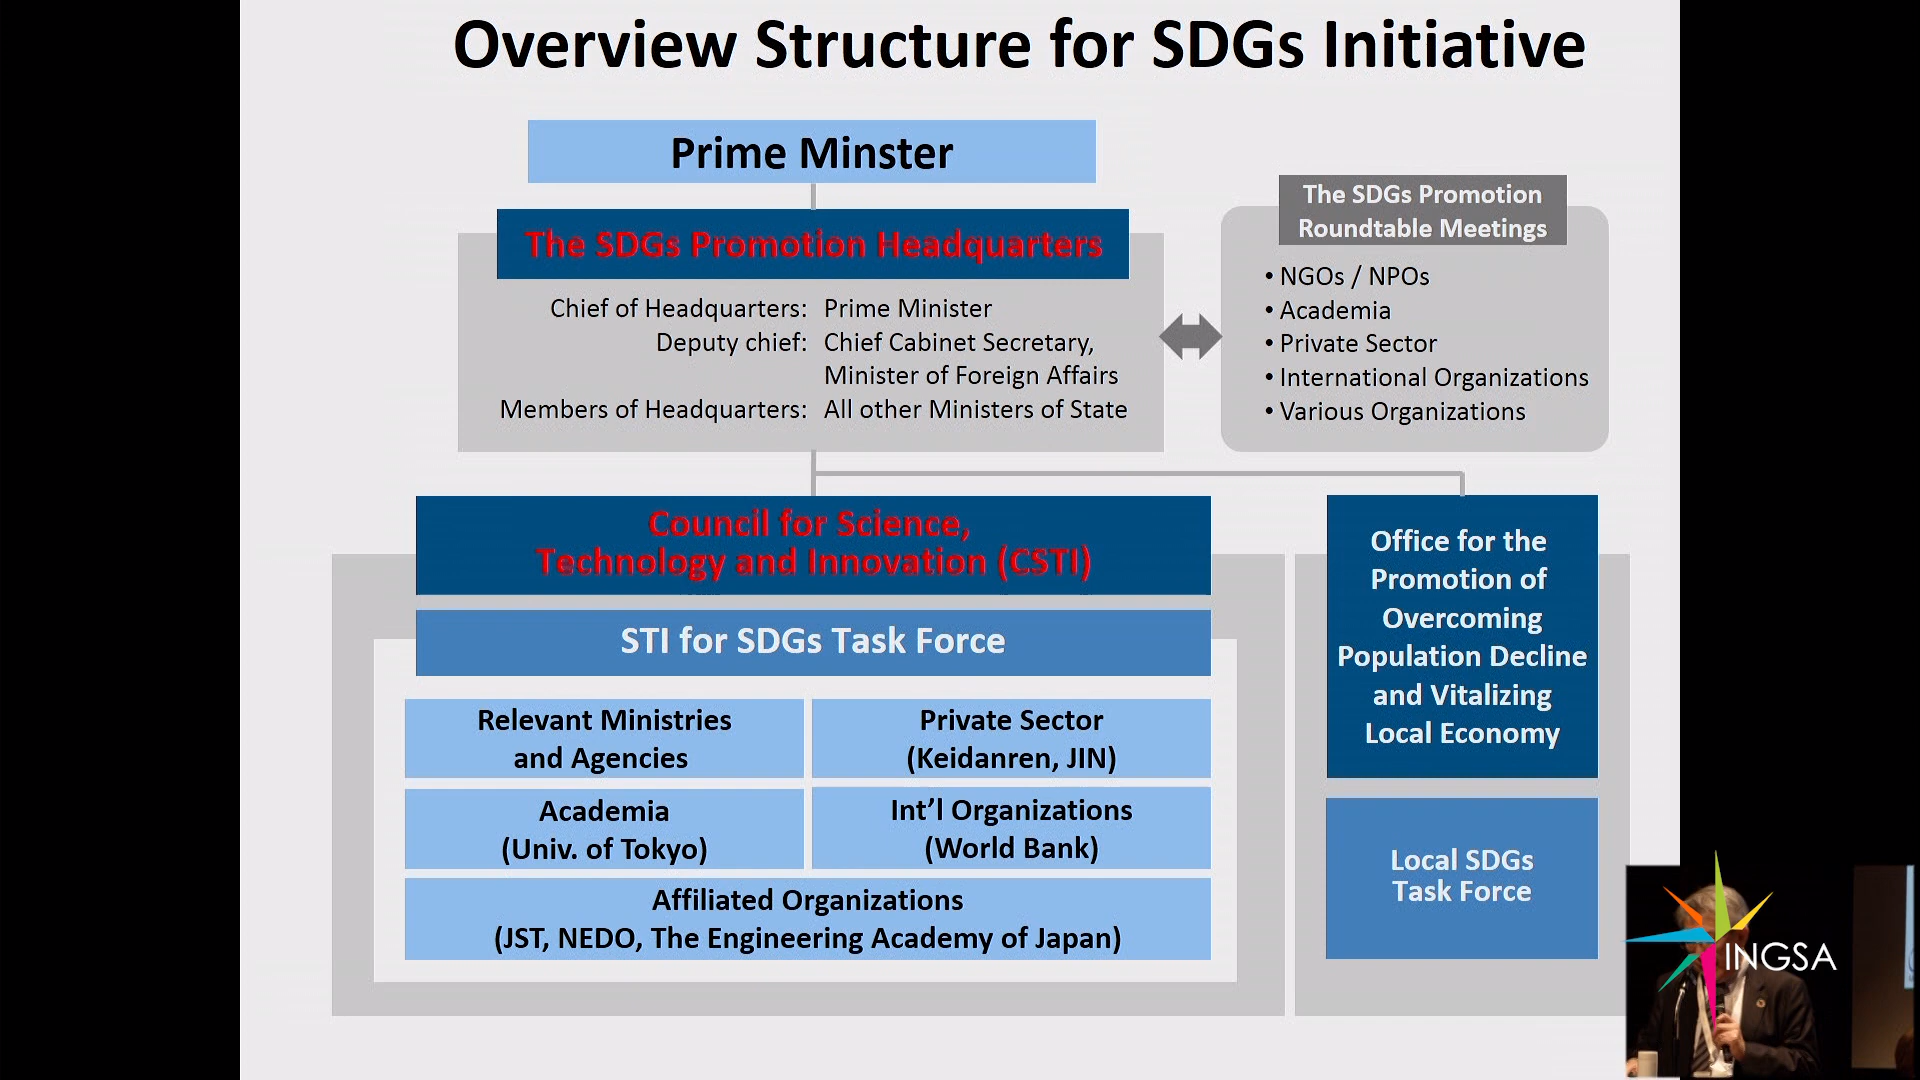 Overview Structure for SDGs Initiative
Prime Minster
The SDGs Promotion Headquarters
Chief of Headquarters: Prime Minister
Deputy chief: Chief Cabinet Secretary,
Minister of Foreign Affairs
Members of Headquarters: All other Ministers of State
The SDGs Promotion
Roundtable Meetings
• NGOs / NPOs
• Academia
• Private Sector
• International Organizations
• Various Organizations
Council for Science,
Technology and Innovation (CSTI)
STI for SDGs Task Force
Relevant Ministries
and Agencies
Private Sector
(Keidanren, JIN)
Academia
(Univ. of Tokyo)
Int’l Organizations
(World Bank)
Affiliated Organizations
(JST, NEDO, The Engineering Academy of Japan)
Office for the
Promotion of
Overcoming
Population Decline
and Vitalizing
Local Economy
Local SDGs
Task Force
INGSA